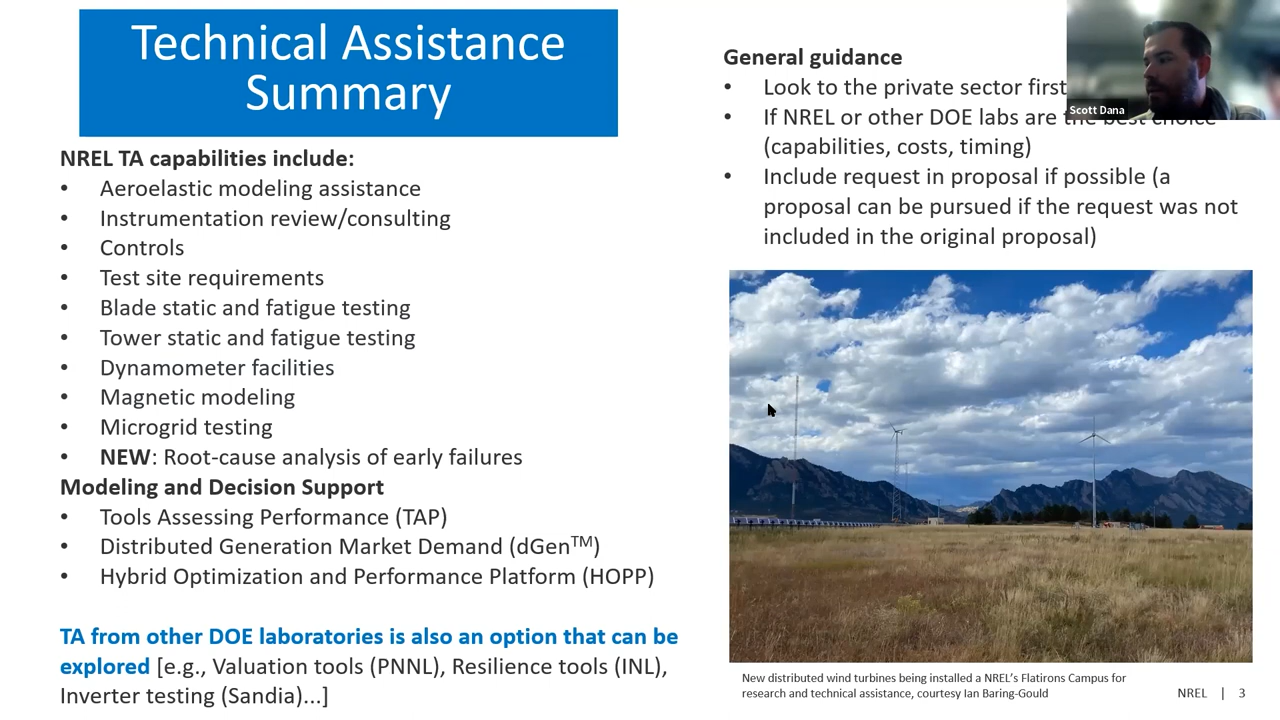 Technical Assistance
Summary
NREL TA capabilities include:
• Aeroelastic modeling assistance
• Instrumentation review/consulting
• Controls
• Test site requirements
• Blade static and fatigue testing
• Tower static and fatigue testing
• Dynamometer facilities
• Magnetic modeling
• Microgrid testing
• NEW: Root-cause analysis of early failures
Modeling and Decision Support
• Tools Assessing Performance (TAP)
• Distributed Generation Market Demand (dGenTM)
• Hybrid Optimization and Performance Platform (HOPP)
TA from other DOE laboratories is also an option that can be
explored [e.g., Valuation tools (PNNL), Resilience tools (INL),
Inverter testing (Sandia)...]
General guidance
• Look to the private sector first
• If NREL or other DOE labs are the best choice
(capabilities, costs, timing)
• Include request in proposal if possible (a
proposal can be pursued if the request was not
included in the original proposal)
Scott Dana
New distributed wind turbines being installed a NREL's Flatirons Campus for
research and technical assistance, courtesy Ian Baring-Gould
NREL | 3